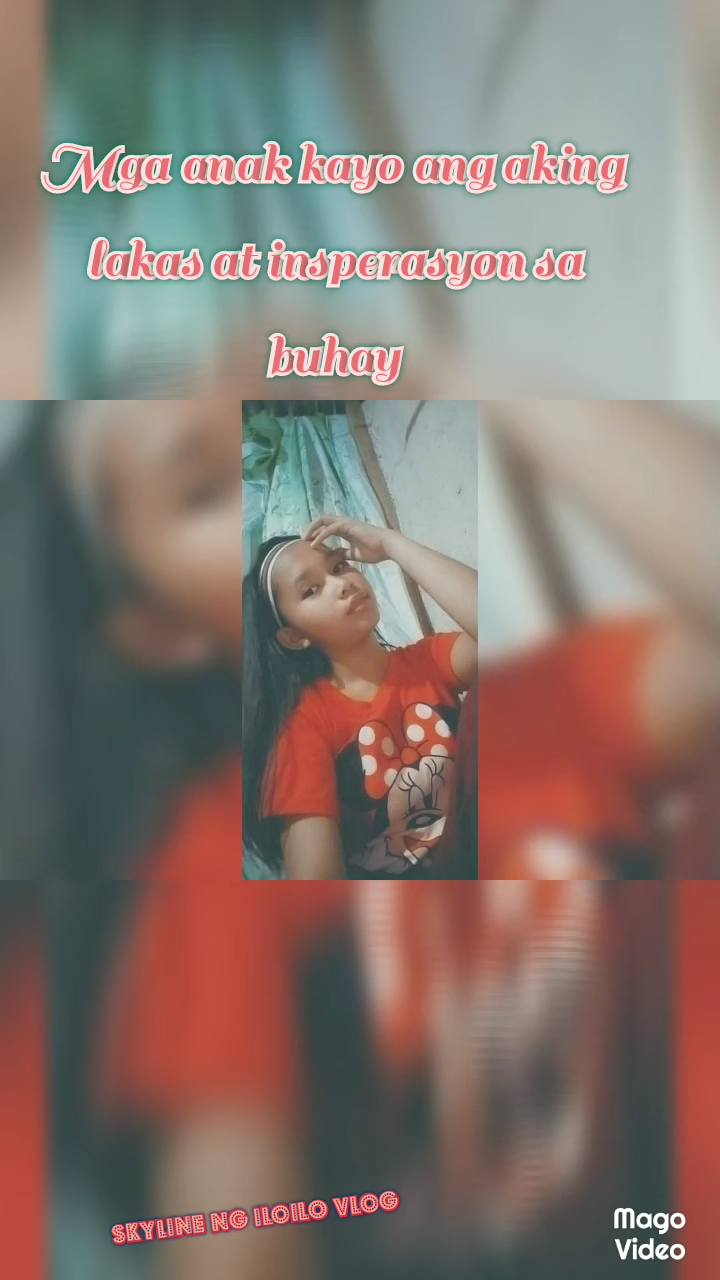 Mga anak kayo ang aking
lakas at insperasyon sa
buhay
SKYLINE NG ILOILO VLOG
Mago
Video